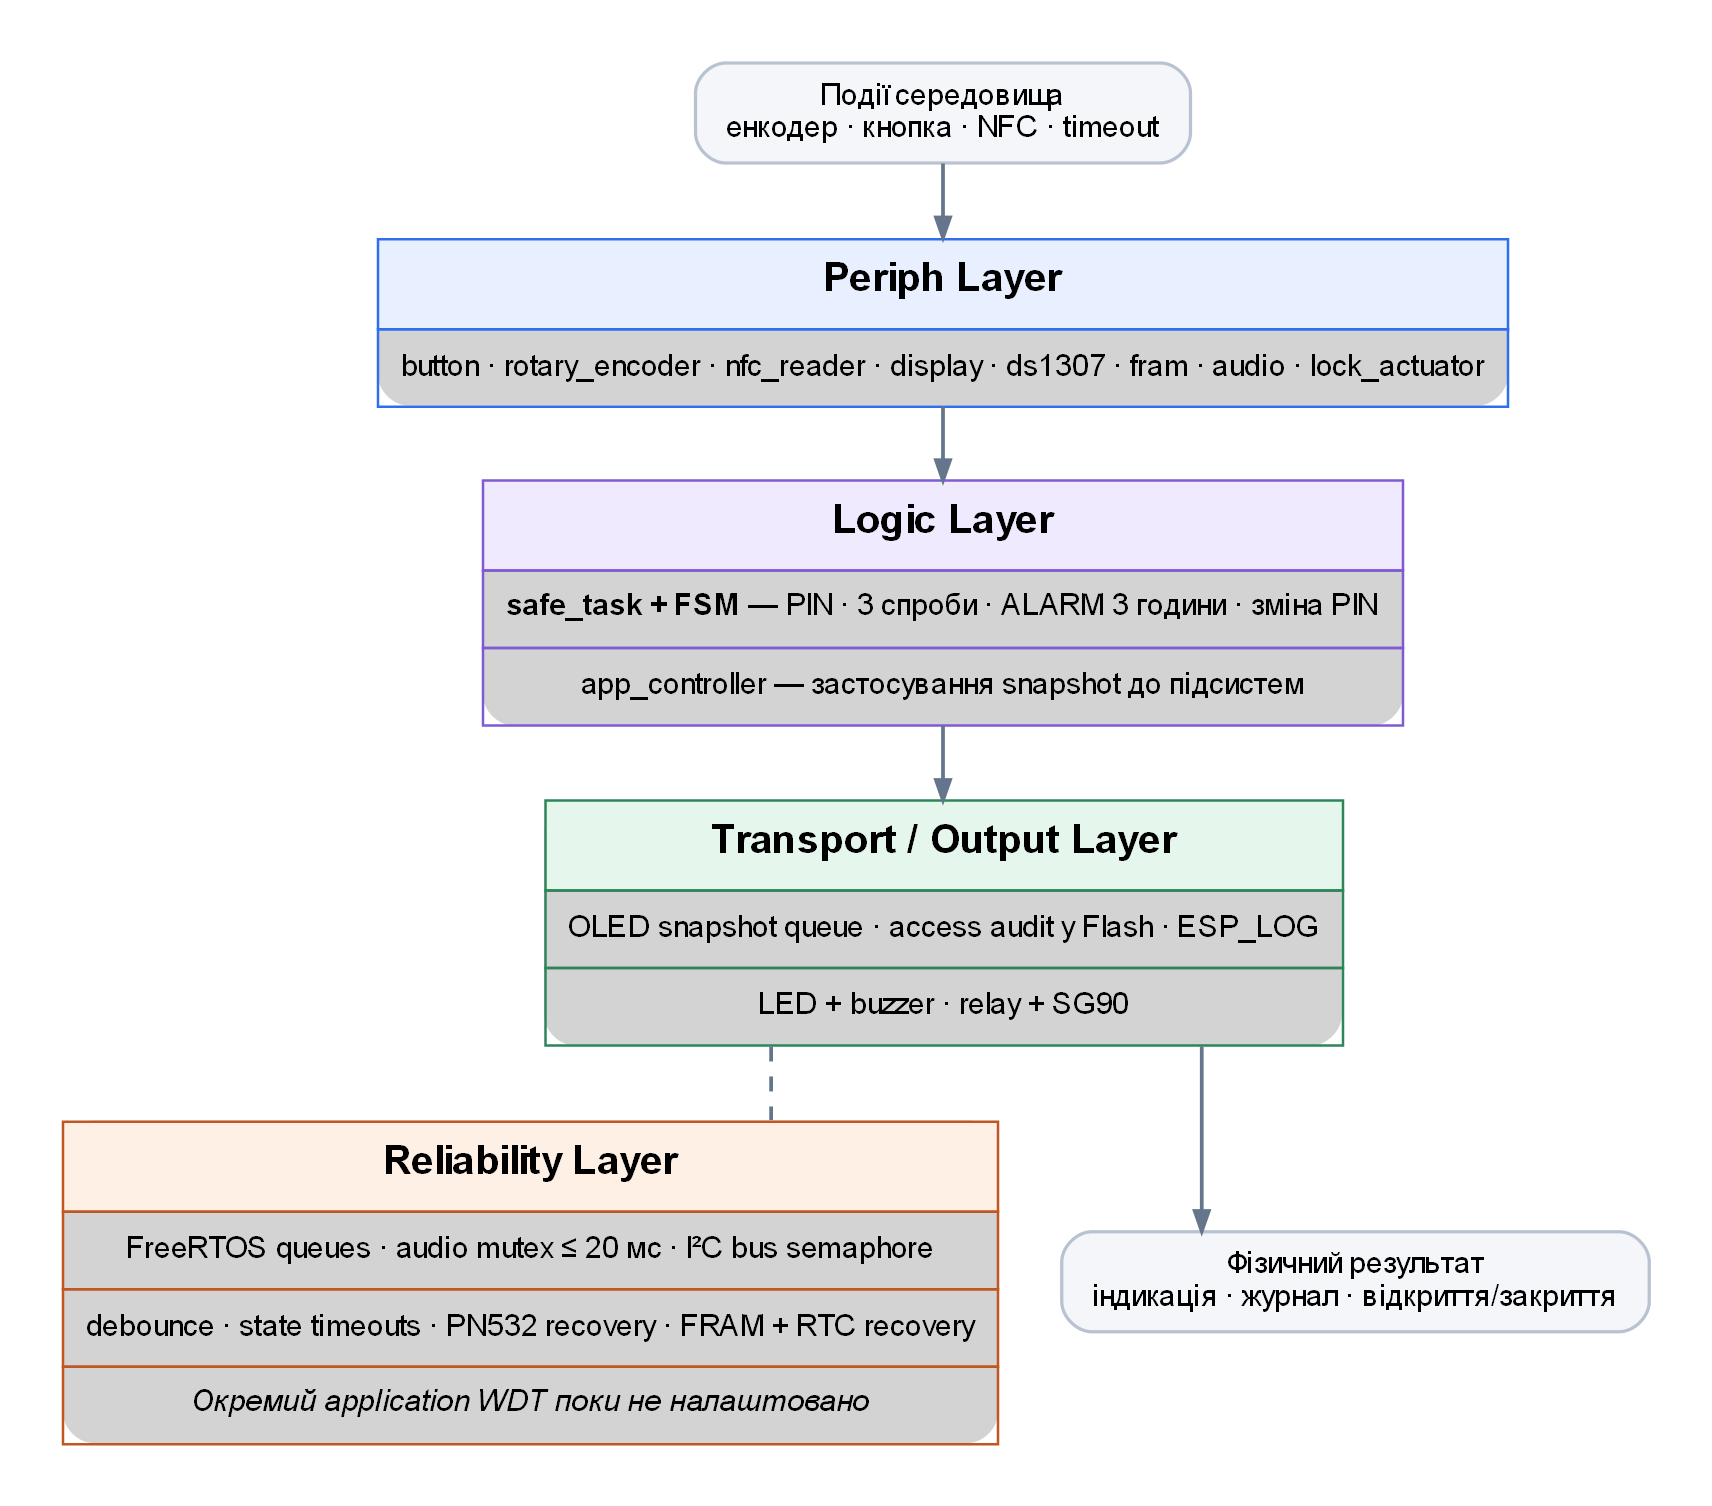 Події середовища
енкодер · кнопка · NFC · timeout
Periph Layer
button · rotary_encoder · nfc_reader · display · ds1307 · fram · audio · lock_actuator
Logic Layer
safe_task + FSM — PIN · 3 спроби · ALARM 3 години · зміна PIN
app_controller — застосування snapshot до підсистем
Transport / Output Layer
OLED snapshot queue · access audit у Flash · ESP_LOG
LED + buzzer · relay + SG90
Reliability Layer
FreeRTOS queues · audio mutex ≤ 20 мс · I²C bus semaphore
debounce · state timeouts · PN532 recovery · FRAM + RTC recovery
Окремий application WDT поки не налаштовано
Фізичний результат
індикація · журнал · відкриття/закриття